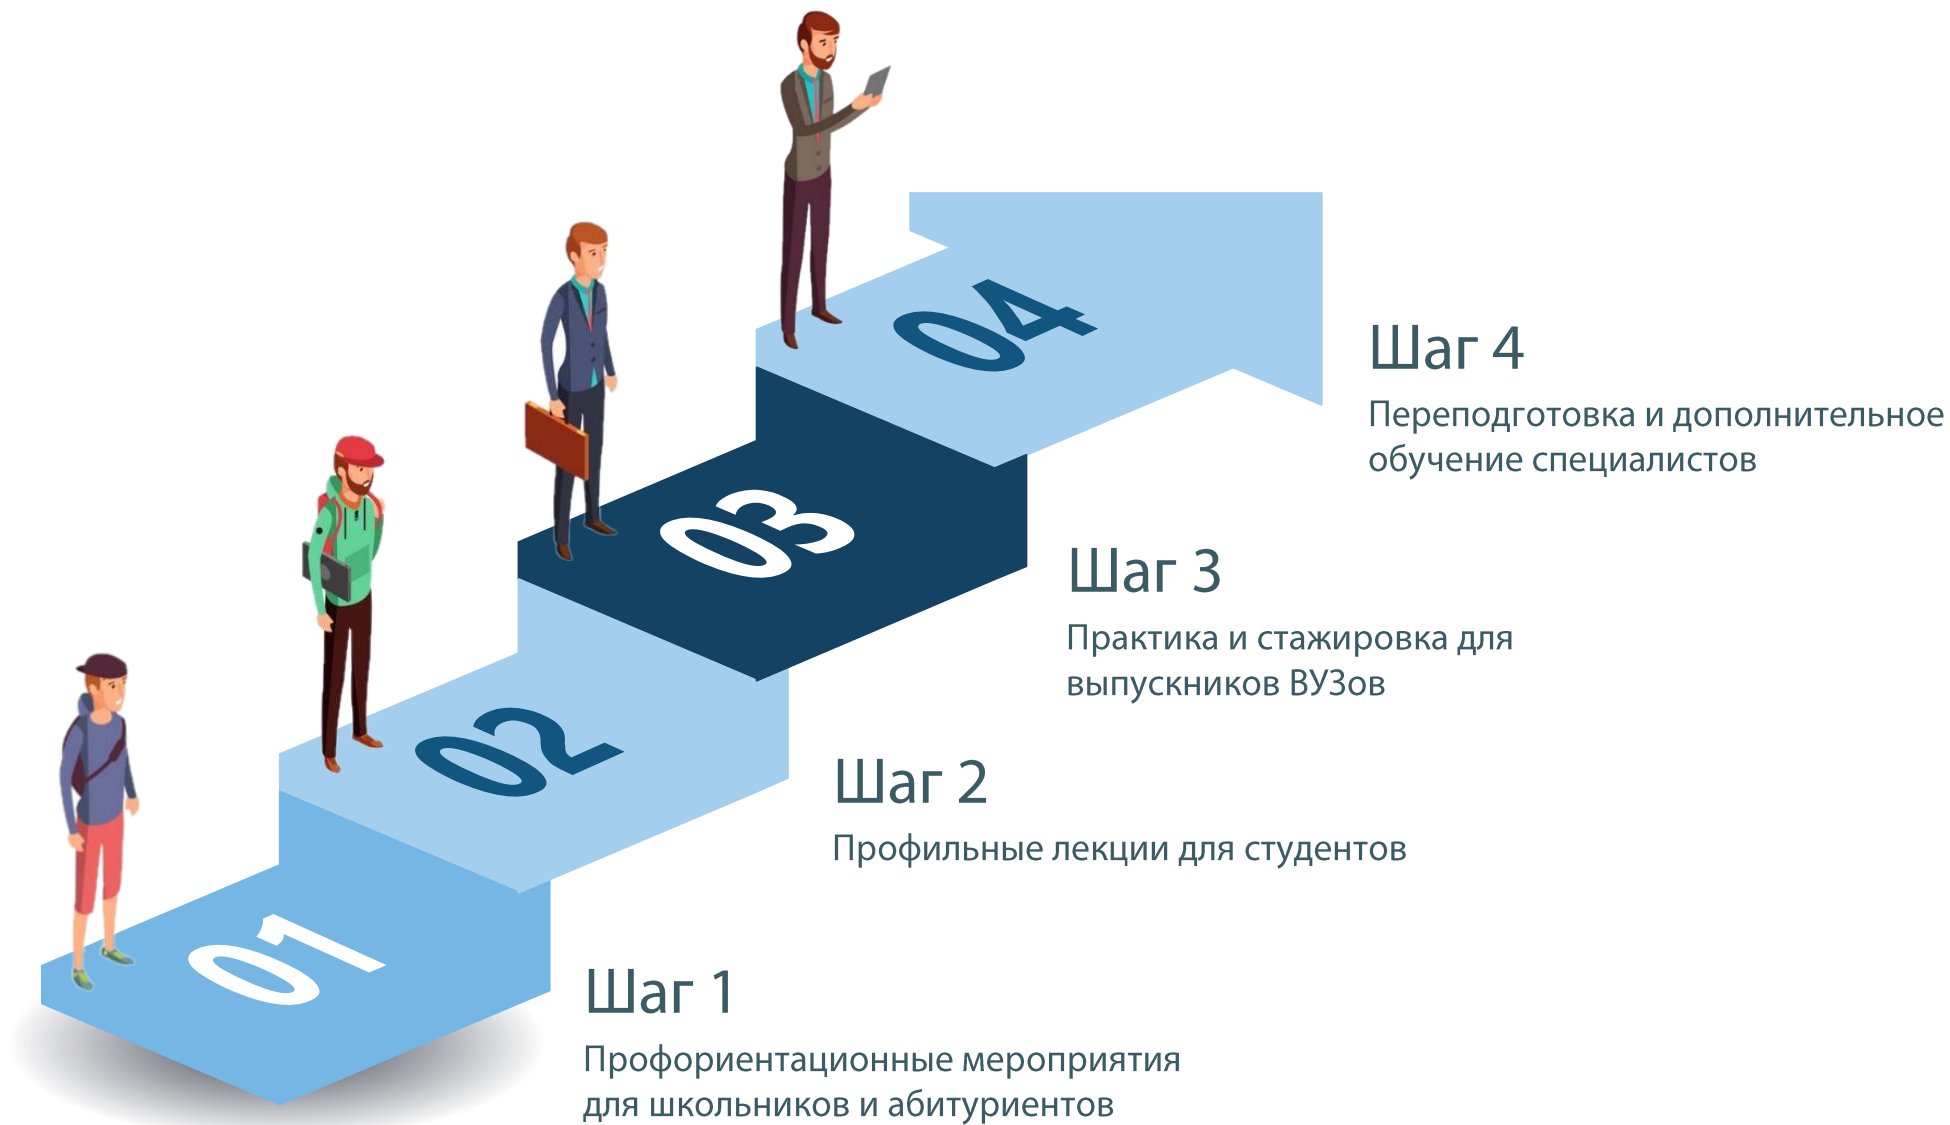 04
Шаг 4
Переподготовка и дополнительное
обучение специалистов
03
Шаг 3
Практика и стажировка для
выпускников ВУЗов
02
Шаг 2
Профильные лекции для студентов
01
Шаг 1
Профориентационные мероприятия
для школьников и абитуриентов